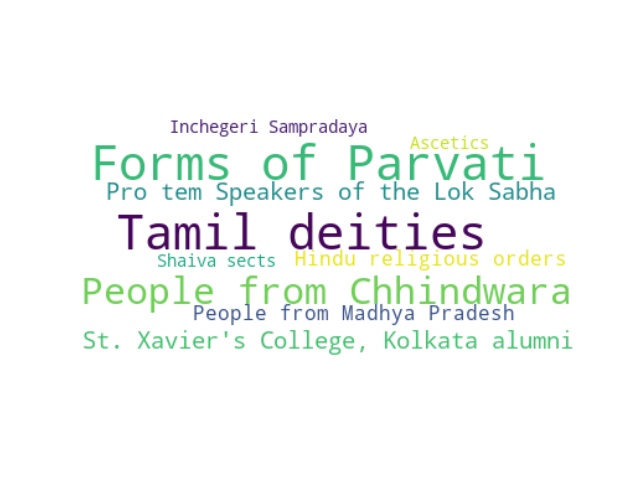 Inchegeri Sampradaya
Ascetics
Forms of Parvati
Pro tem Speakers of the Lok Sabha
Tamil deities
Shaiva sects
Hindu religious orders
People from Chhindwara
People from Madhya Pradesh
St. Xavier's College, Kolkata alumni